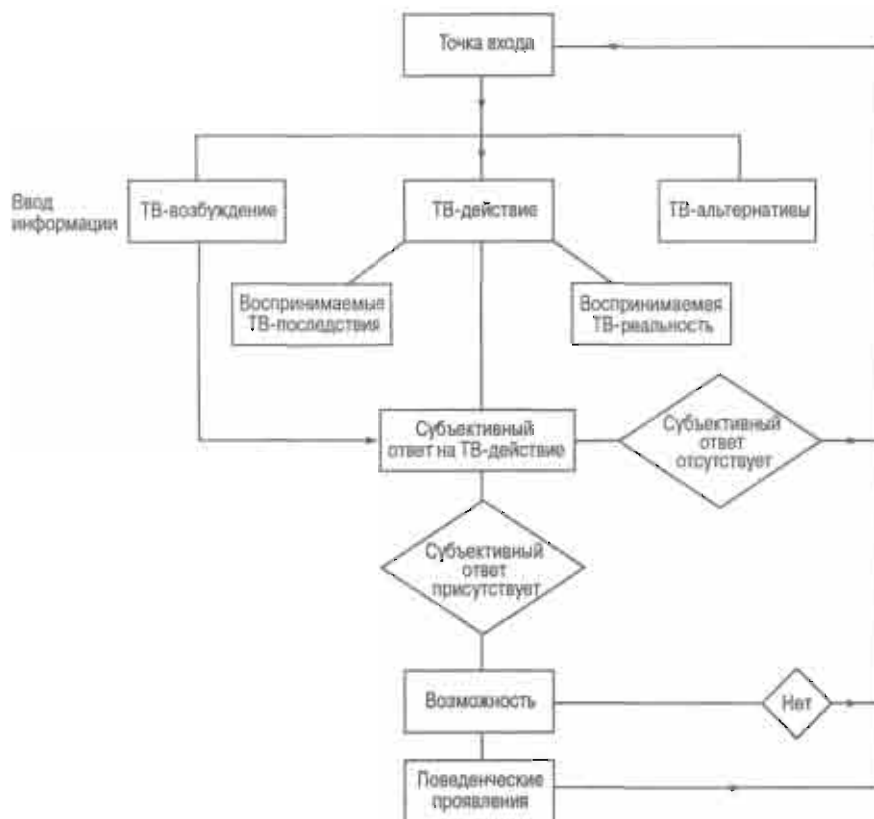 Точка входа
Ввод
информации
ТВ-возбуждение
ТВ-действие
ТВ-альтернативы
Воспринимаемые
ТВ-последствия
Воспринимаемая
ТВ-реальность
Субъективный
ответ на ТВ-действие
Субъективный
ответ
отсутствует
Субъективный
ответ
присутствует
Возможность
Нет
Поведенческие
проявления